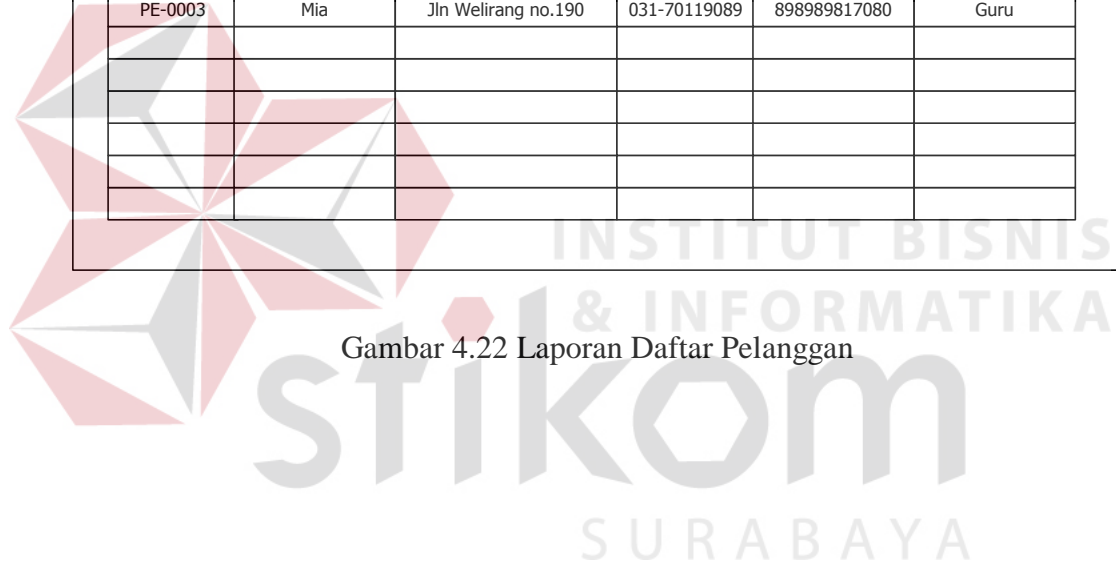 PE-0003 Mia Jln Welirang no.190 031-70119089 898989817080 Guru
INSTITUT BISNIS
& INFORMATIKA
Gambar 4.22 Laporan Daftar Pelanggan
stikom
SURABAYA